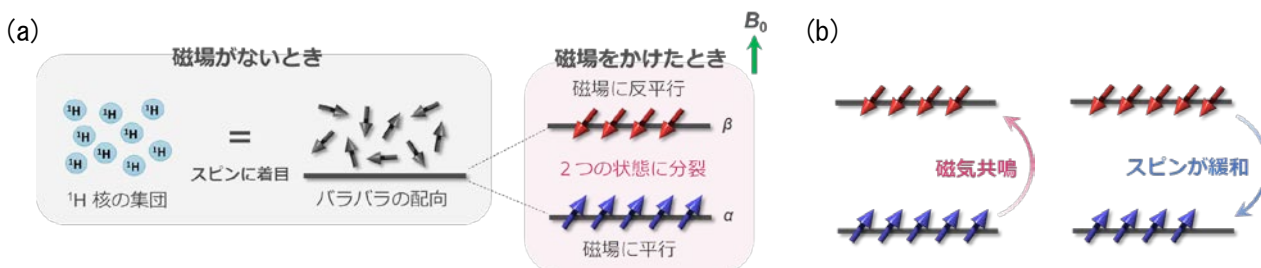 (a)
磁場がないとき
¹H
¹H
¹H
¹H
¹H
¹H
¹H
¹H
¹H
=
スピンに着目
¹H 核の集団
バラバラの配向
B₀
磁場をかけたとき
磁場に反平行
β
2つの状態に分裂
α
磁場に平行
(b)
磁気共鳴
スピンが緩和